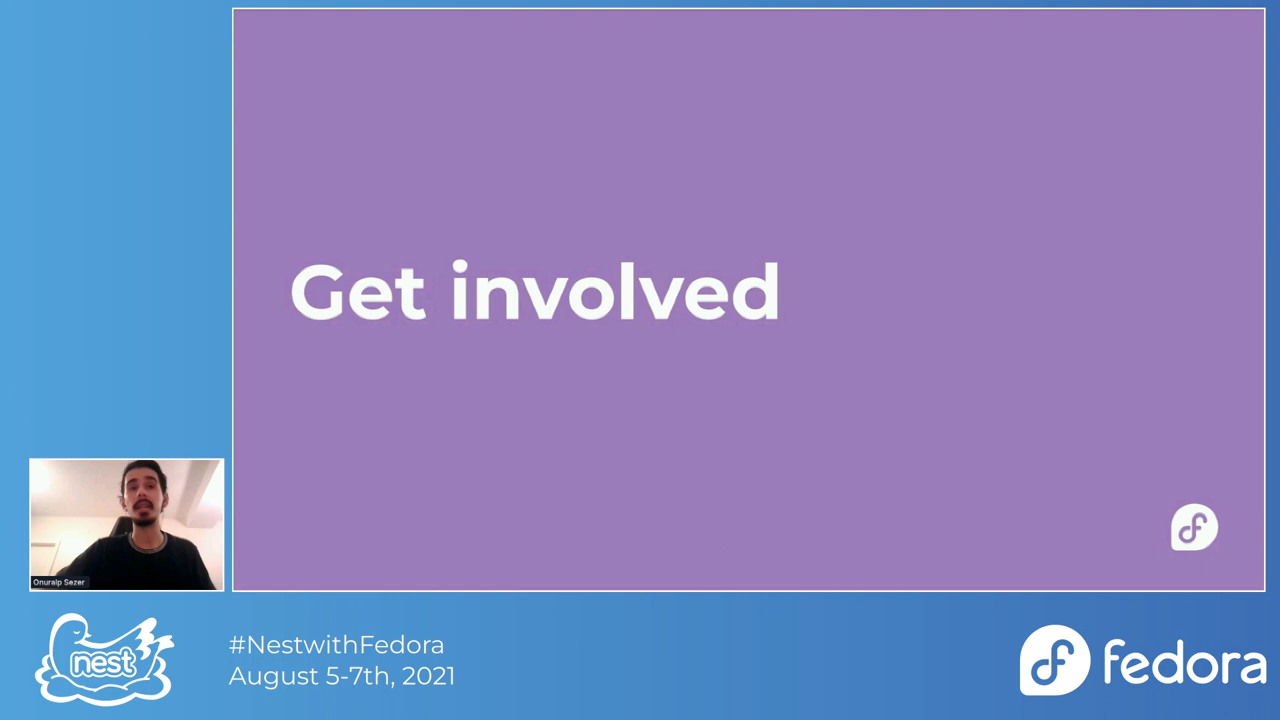 Get involved
Onuralp Sezer
nest
#NestwithFedora
August 5-7th, 2021
fedora